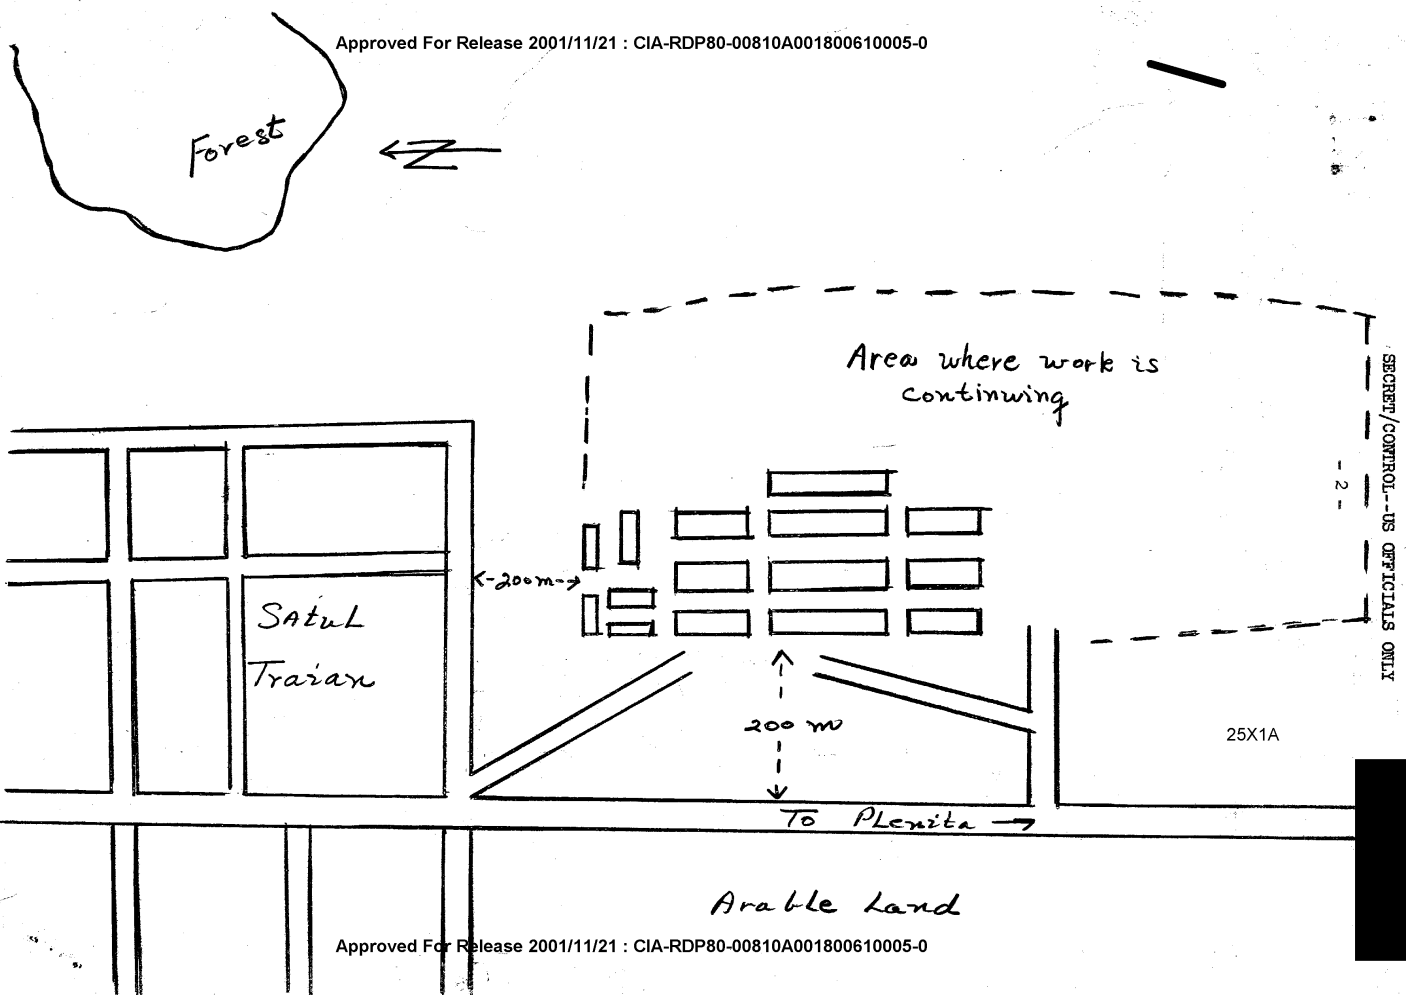 Approved For Release 2001/11/21 : CIA-RDP80-00810A001800610005-0
Forest
Area where work is
continuing
SECRET/CONTROL--US OFFICIALS ONLY
- 2 -
200m
Satul
Traian
200 m
25X1A
To Plenita
Arable Land
Approved For Release 2001/11/21 : CIA-RDP80-00810A001800610005-0